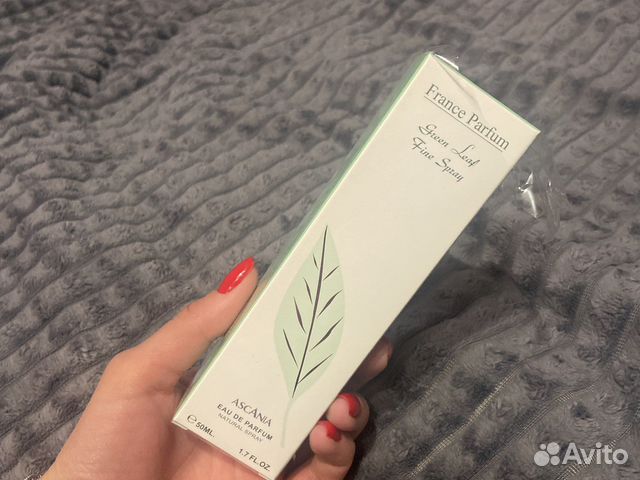 France Parfum
Green Leaf
Fine Spray
ASCANiA
EAU DE PARFUM
NATURAL SPRAY
℮50ML. 1.7 FL.OZ.
Avito